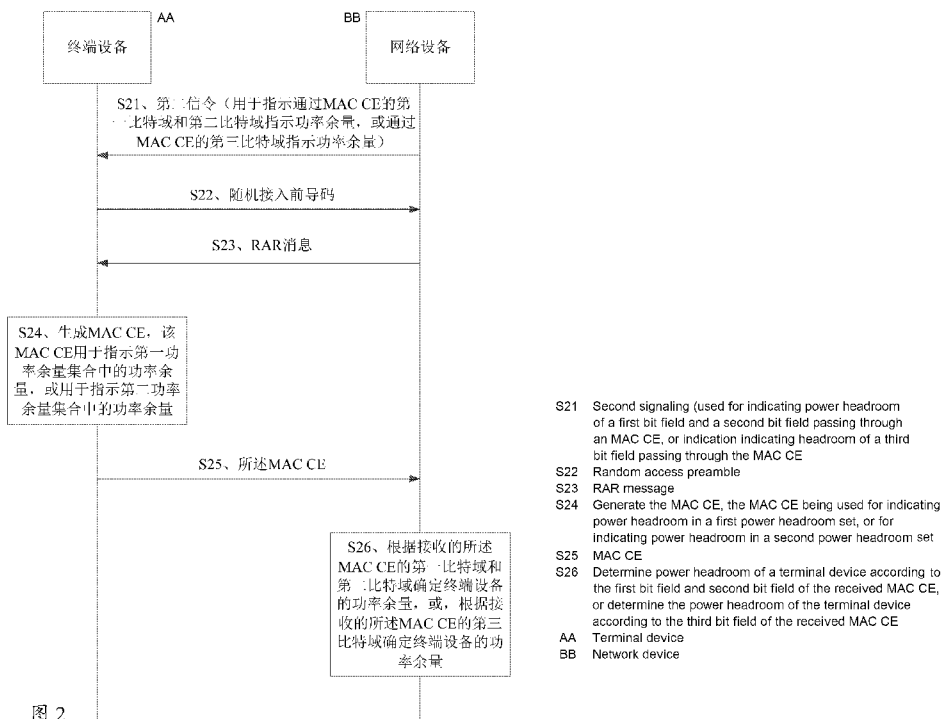 AA
终端设备
BB
网络设备
S21、第二信令（用于指示通过MAC CE的第
一比特域和第二比特域指示功率余量，或通过
MAC CE的第三比特域指示功率余量）
S22、随机接入前导码
S23、RAR消息
S24、生成MAC CE，该
MAC CE用于指示第一功
率余量集合中的功率余
量，或用于指示第二功率
余量集合中的功率余量
S25、所述MAC CE
S26、根据接收的所述
MAC CE的第一比特域和
第二比特域确定终端设备
的功率余量，或，根据接
收的所述MAC CE的第三
比特域确定终端设备的功
率余量
图 2
S21 Second signaling (used for indicating power headroom
of a first bit field and a second bit field passing through
an MAC CE, or indication indicating headroom of a third
bit field passing through the MAC CE
S22 Random access preamble
S23 RAR message
S24 Generate the MAC CE, the MAC CE being used for indicating
power headroom in a first power headroom set, or for
indicating power headroom in a second power headroom set
S25 MAC CE
S26 Determine power headroom of a terminal device according to
the first bit field and second bit field of the received MAC CE,
or determine the power headroom of the terminal device
according to the third bit field of the received MAC CE
AA Terminal device
BB Network device